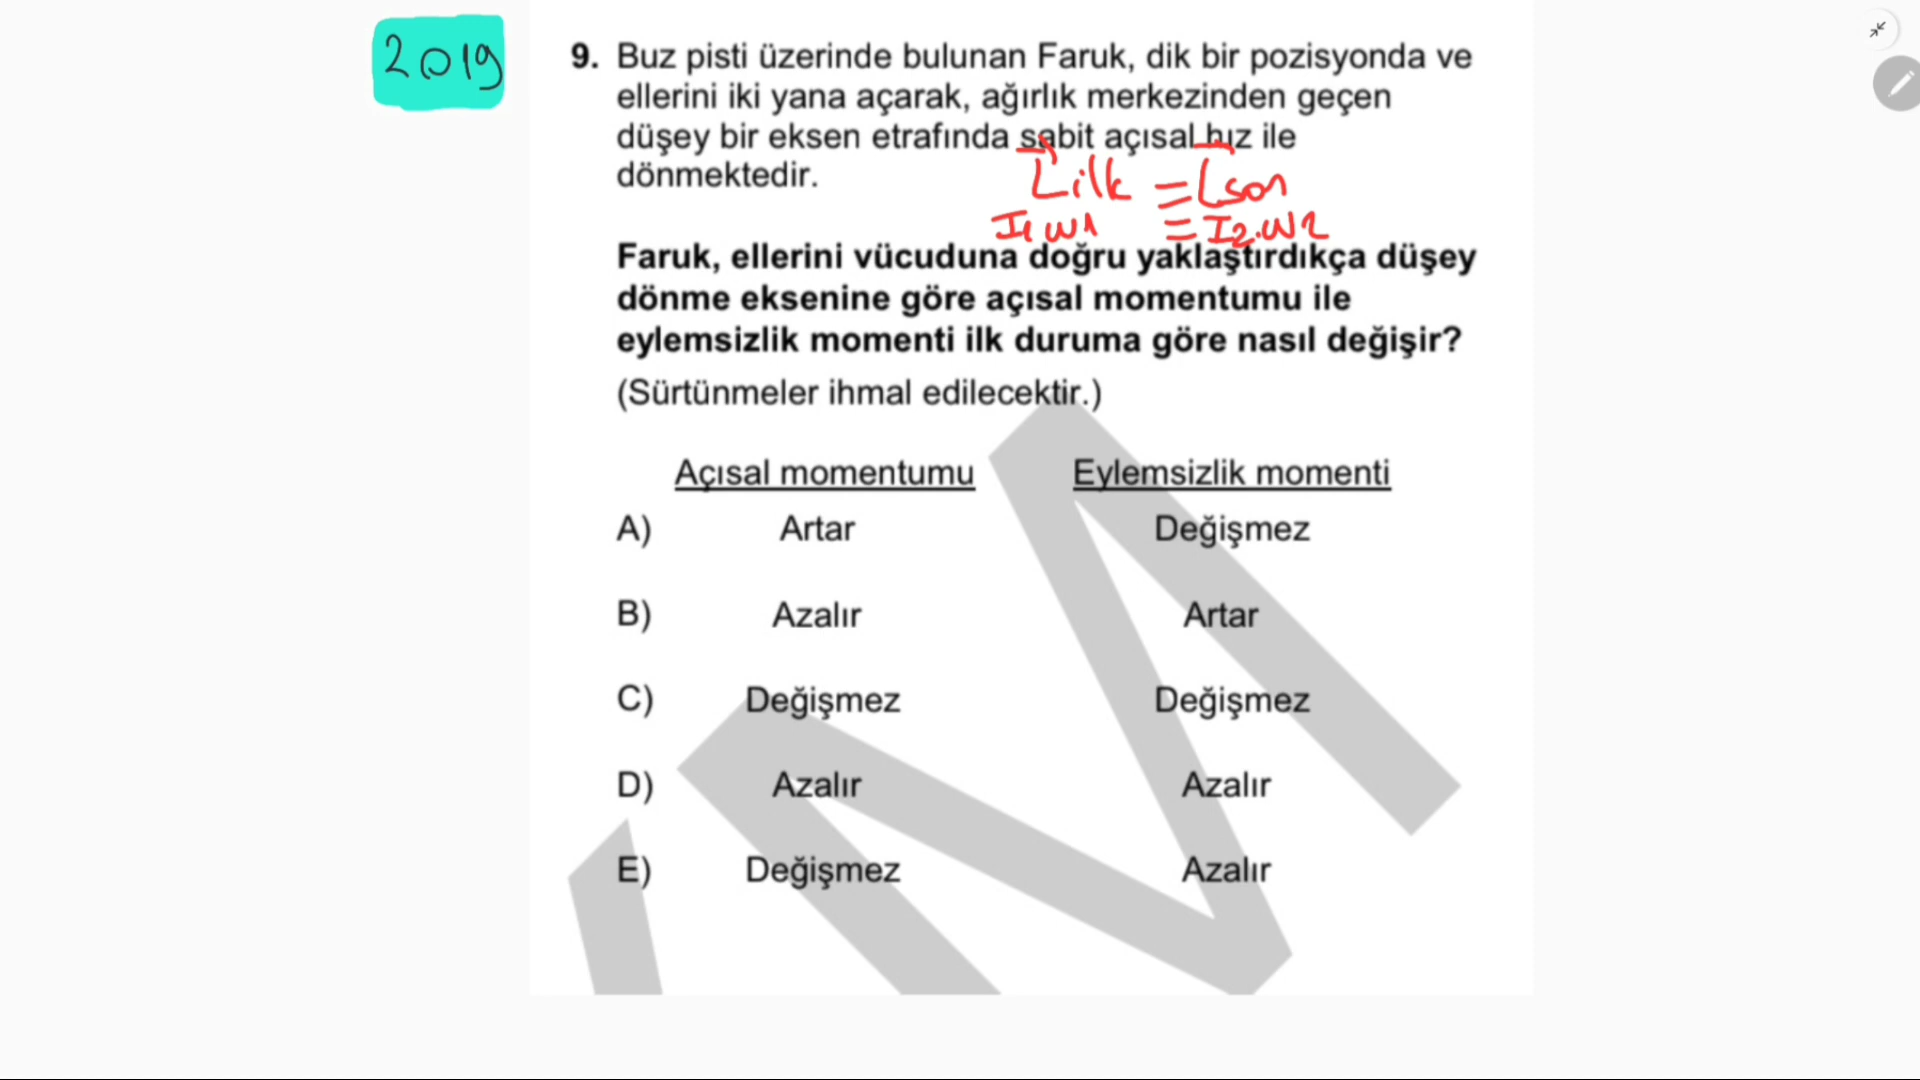 2019
9. Buz pisti üzerinde bulunan Faruk, dik bir pozisyonda ve
ellerini iki yana açarak, ağırlık merkezinden geçen
düşey bir eksen etrafında sabit açısal hız ile
dönmektedir.
Lilk = Lson
I1 W1 = I2.W2
Faruk, ellerini vücuduna doğru yaklaştırdıkça düşey
dönme eksenine göre açısal momentumu ile
eylemsizlik momenti ilk duruma göre nasıl değişir?
(Sürtünmeler ihmal edilecektir.)
Açısal momentumu Eylemsizlik momenti
A) Artar Değişmez
B) Azalır Artar
C) Değişmez Değişmez
D) Azalır Azalır
E) Değişmez Azalır